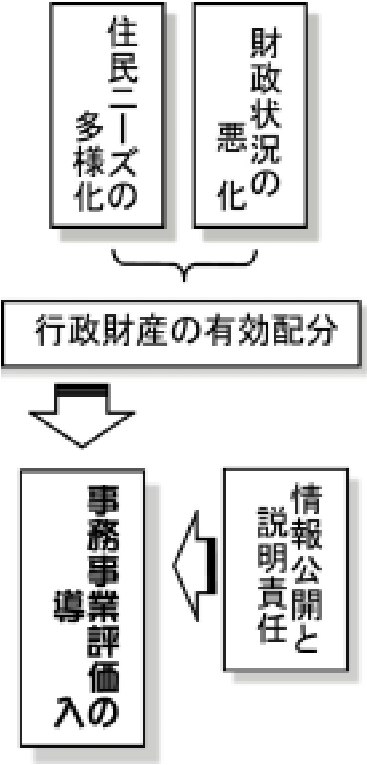 財政状況の
悪化
住民ニーズの
多様化
行政財産の有効配分
情報公開と
説明責任
事務事業評価の
導入